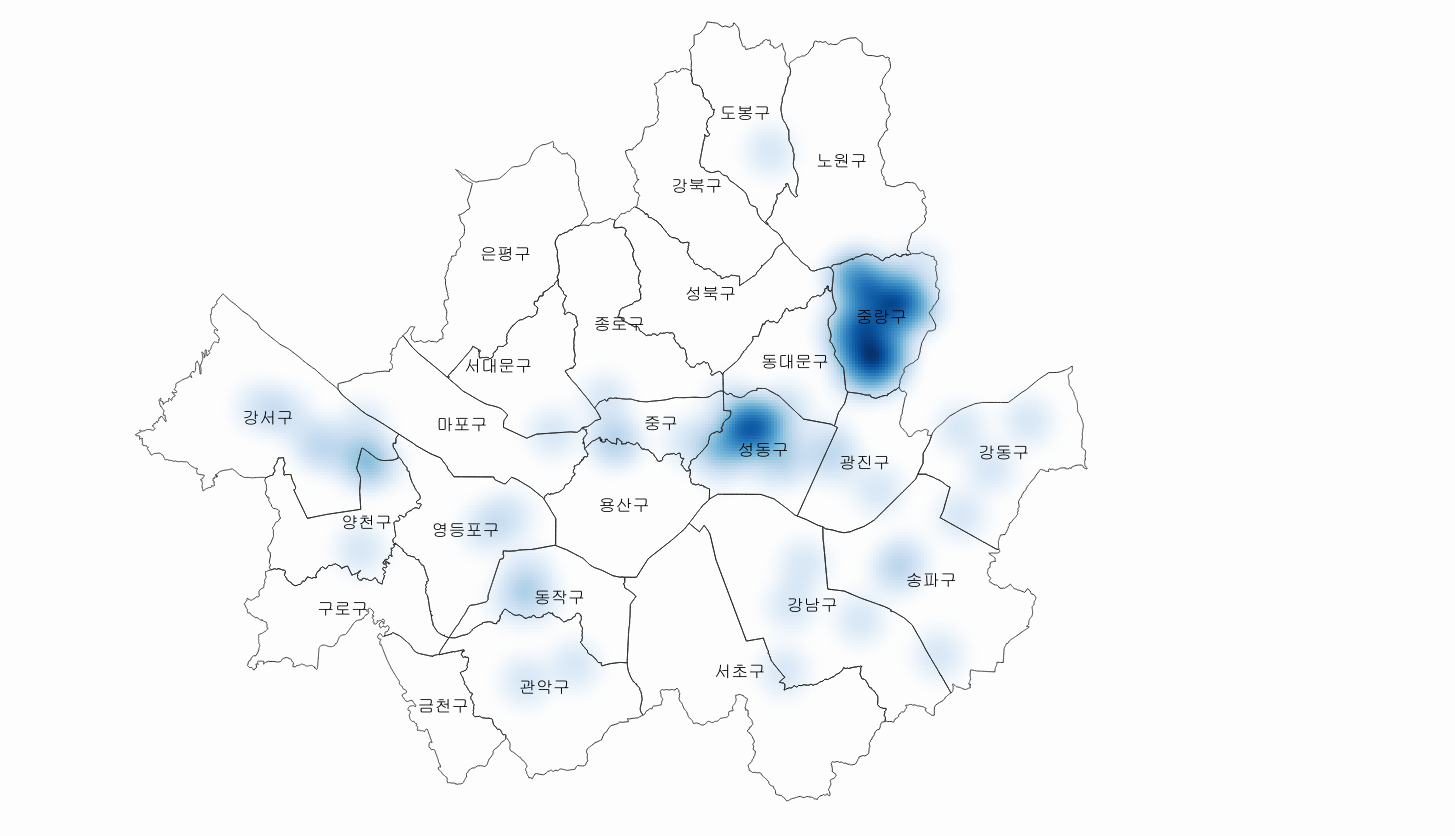 도봉구
노원구
강북구
은평구
성북구
중랑구
종로구
동대문구
서대문구
강서구
마포구
중구
성동구
강동구
광진구
용산구
양천구
영등포구
송파구
동작구
강남구
구로구
서초구
관악구
금천구